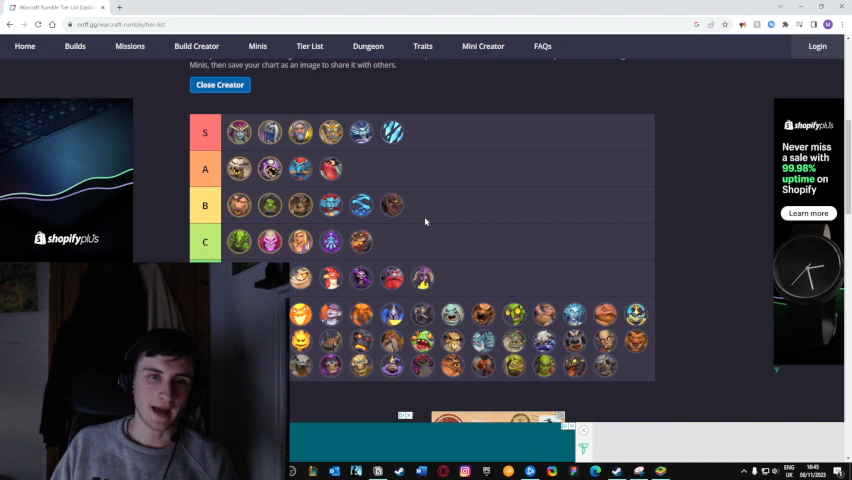 Warcraft Rumble Tier List (Upda
noff.gg/warcraft-rumble/tier-list
Home
Builds
Missions
Build Creator
Minis
Tier List
Dungeon
Traits
Mini Creator
FAQs
Login
Minis, then save your chart as an image to share it with others.
Close Creator
S
A
B
C
shopifyplus
shopifyplus
Never miss
a sale with
99.98%
uptime on
Shopify
Learn more
ENG
UK
16:45
08/11/2023